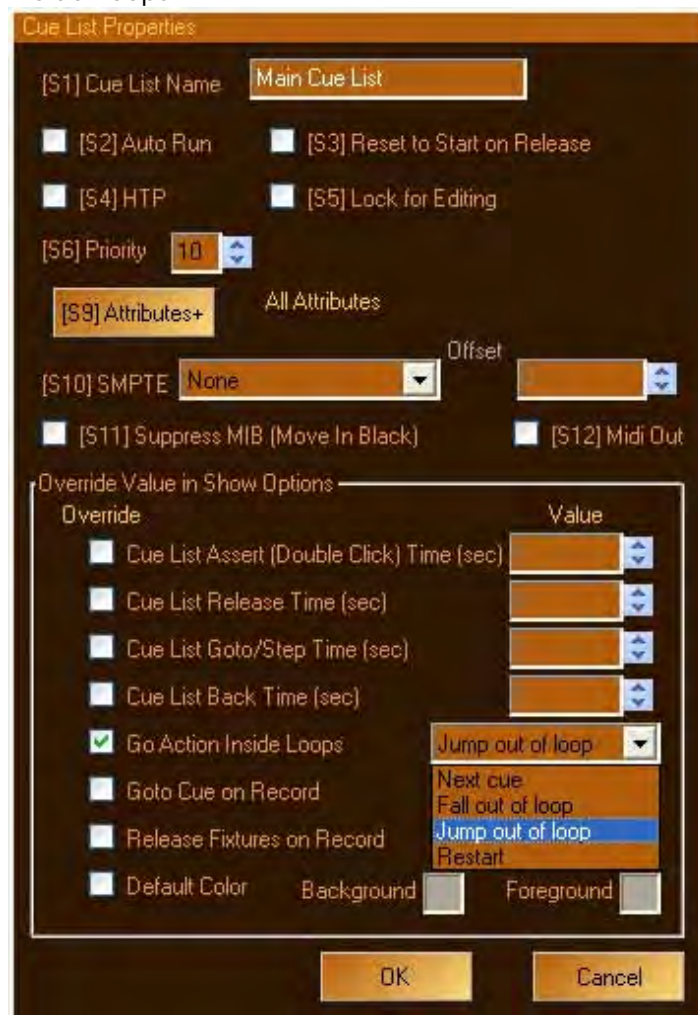 Cue List Properties
[S1] Cue List Name Main Cue List
[S2] Auto Run [S3] Reset to Start on Release
[S4] HTP [S5] Lock for Editing
[S6] Priority 10
[S9] Attributes+ All Attributes
Offset
[S10] SMPTE None
[S11] Suppress MIB (Move In Black) [S12] Midi Out
Override Value in Show Options
Override Value
Cue List Assert (Double Click) Time (sec)
Cue List Release Time (sec)
Cue List Goto/Step Time (sec)
Cue List Back Time (sec)
Go Action Inside Loops Jump out of loop
Next cue
Goto Cue on Record Fall out of loop
Jump out of loop
Release Fixtures on Record
Restart
Default Color Background Foreground
OK Cancel